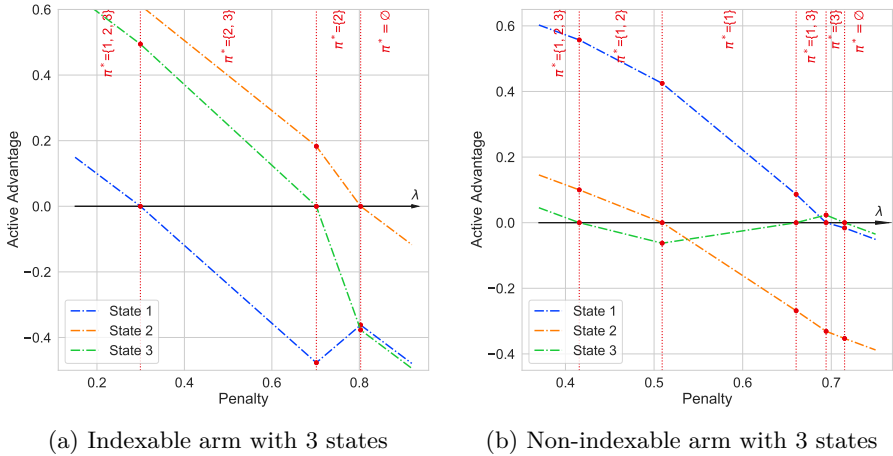 0.6
0.4
0.2
0.0
−0.2
−0.4
Active Advantage
π*={1, 2, 3}
π*={2, 3}
π*={2}
π*=∅
λ
State 1
State 2
State 3
0.2 0.4 0.6 0.8
Penalty
(a) Indexable arm with 3 states
0.6
0.4
0.2
0.0
−0.2
−0.4
Active Advantage
π*={1, 2, 3}
π*={1, 2}
π*={1}
π*={1, 3}
π*={3}
π*=∅
λ
State 1
State 2
State 3
0.4 0.5 0.6 0.7
Penalty
(b) Non-indexable arm with 3 states